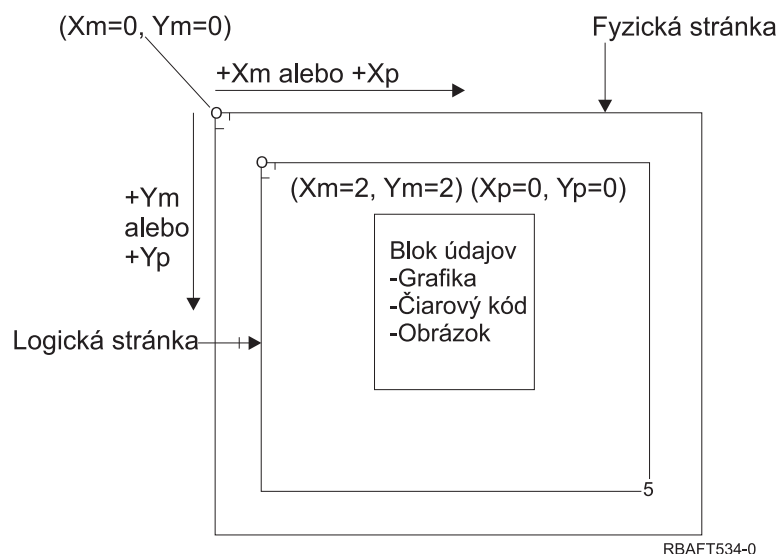 (Xm=0, Ym=0)
Fyzická stránka
+Xm alebo +Xp
(Xm=2, Ym=2) (Xp=0, Yp=0)
+Ym
alebo
+Yp
Blok údajov
-Grafika
-Čiarový kód
-Obrázok
Logická stránka
5
RBAFT534-0